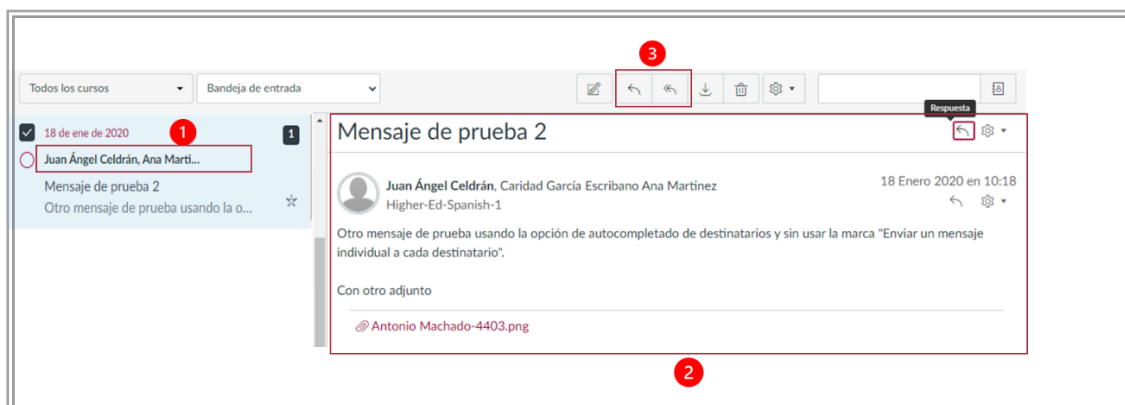 3
Todos los cursos
Bandeja de entrada
Respuesta
18 de ene de 2020
1
1
Juan Ángel Celdrán, Ana Marti...
Mensaje de prueba 2
Otro mensaje de prueba usando la o...
Mensaje de prueba 2
Juan Ángel Celdrán, Caridad García Escribano Ana Martinez
18 Enero 2020 en 10:18
Higher-Ed-Spanish-1
Otro mensaje de prueba usando la opción de autocompletado de destinatarios y sin usar la marca "Enviar un mensaje
individual a cada destinatario".
Con otro adjunto
Antonio Machado-4403.png
2